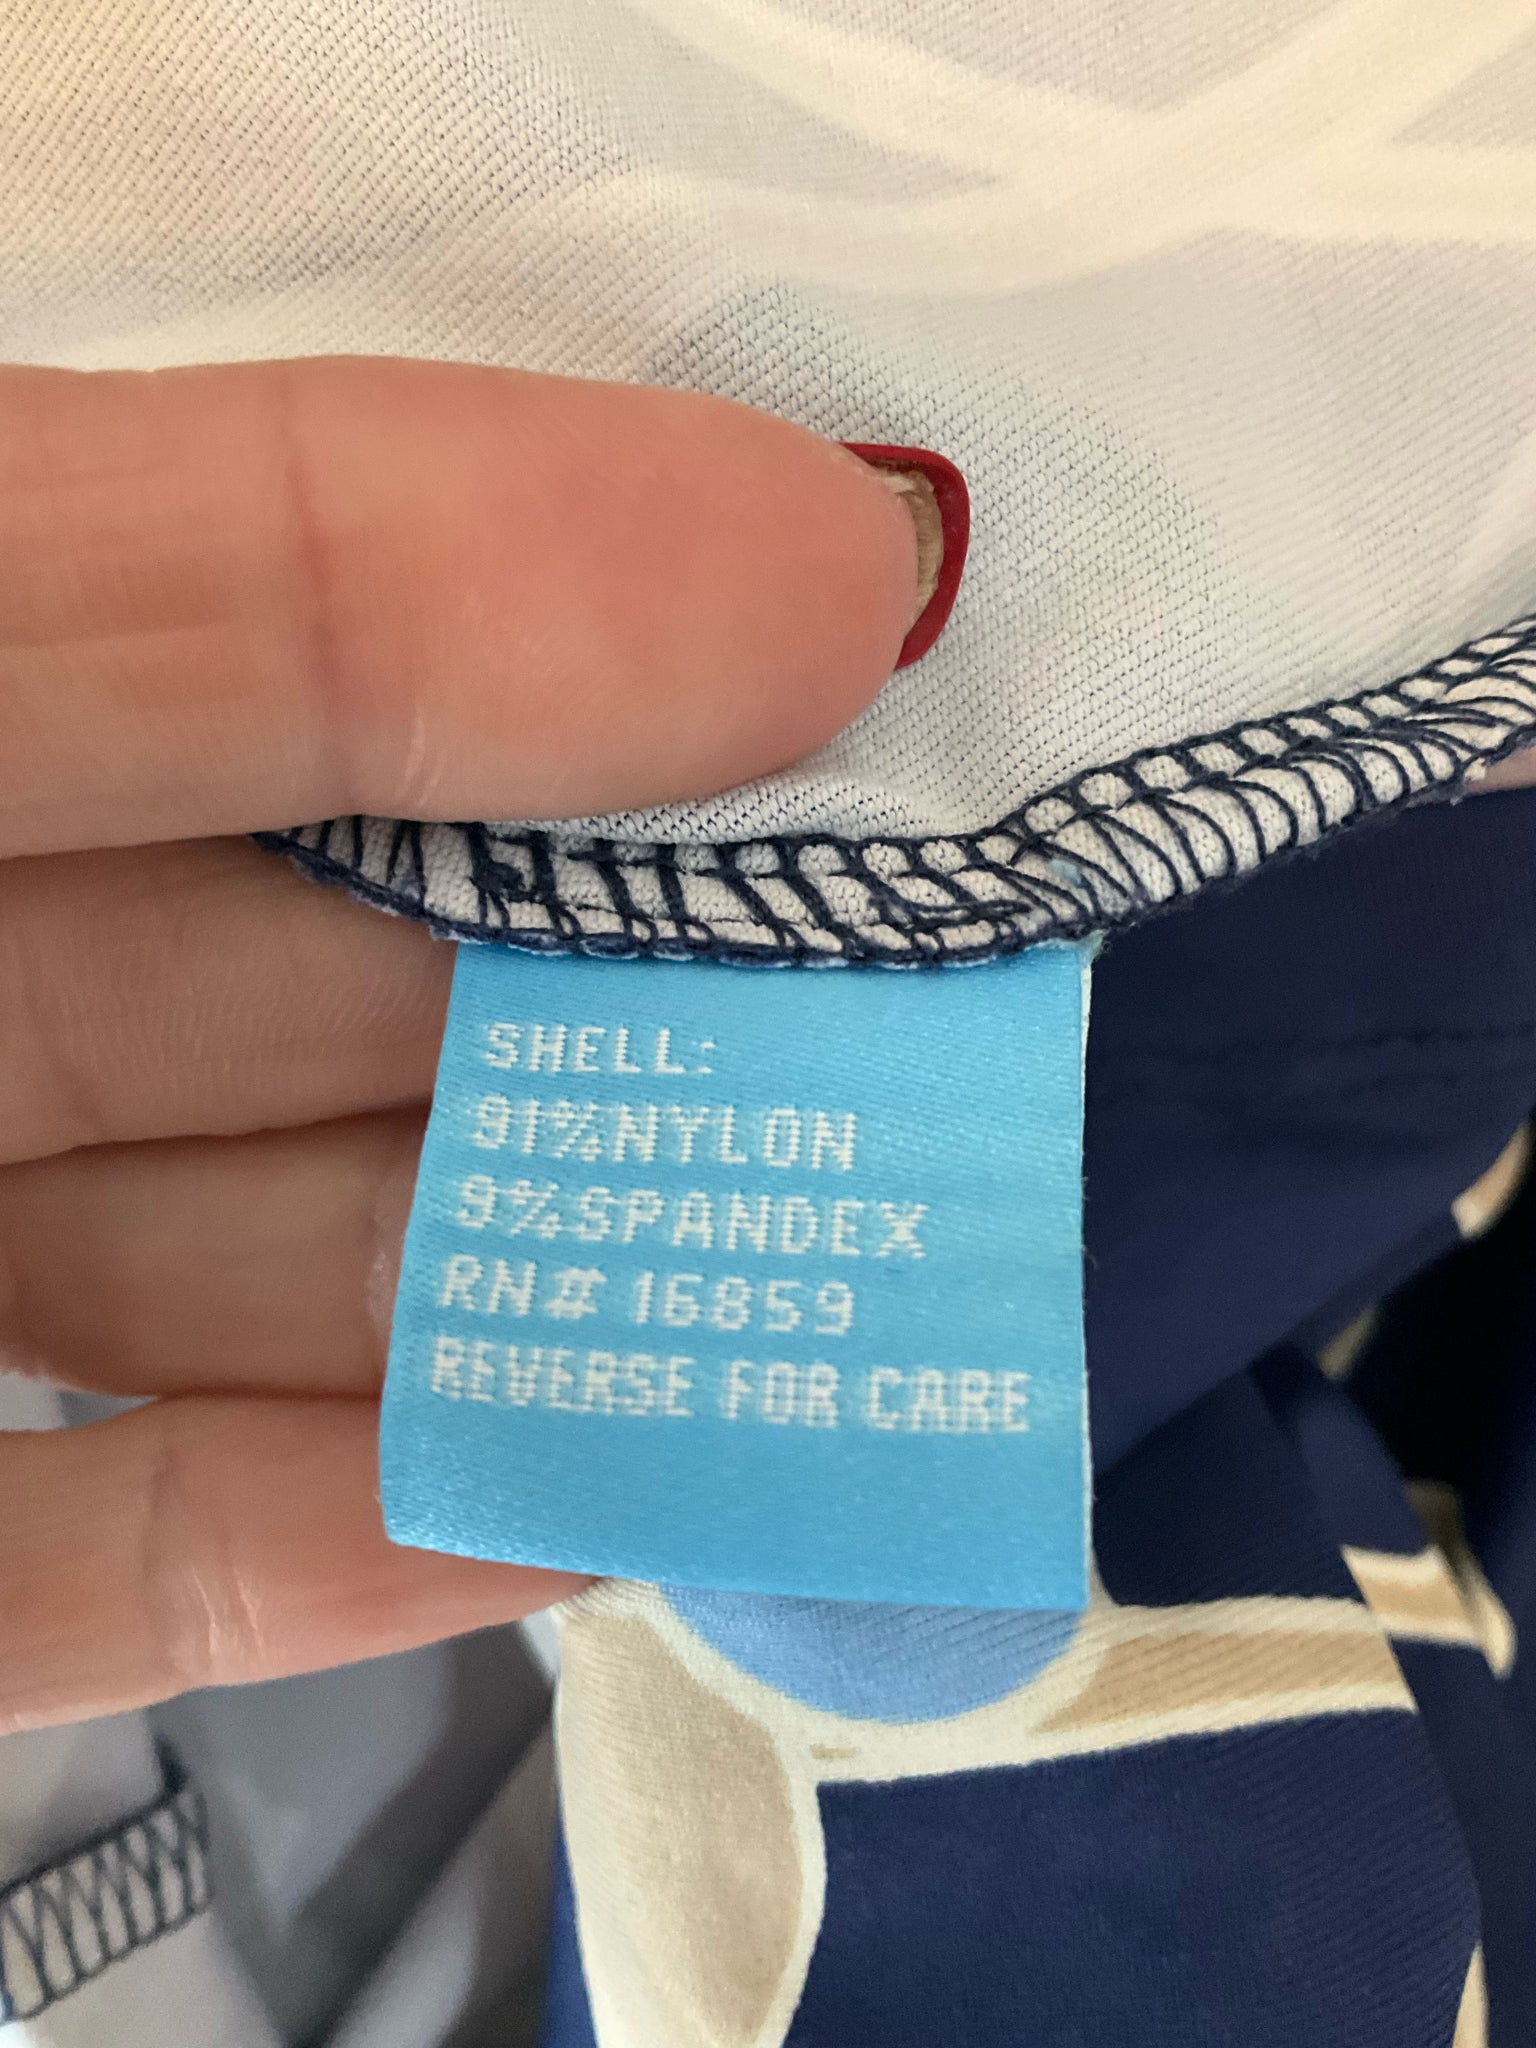 SHELL:
91%NYLON
9%SPANDEX
RN# 16859
REVERSE FOR CARE